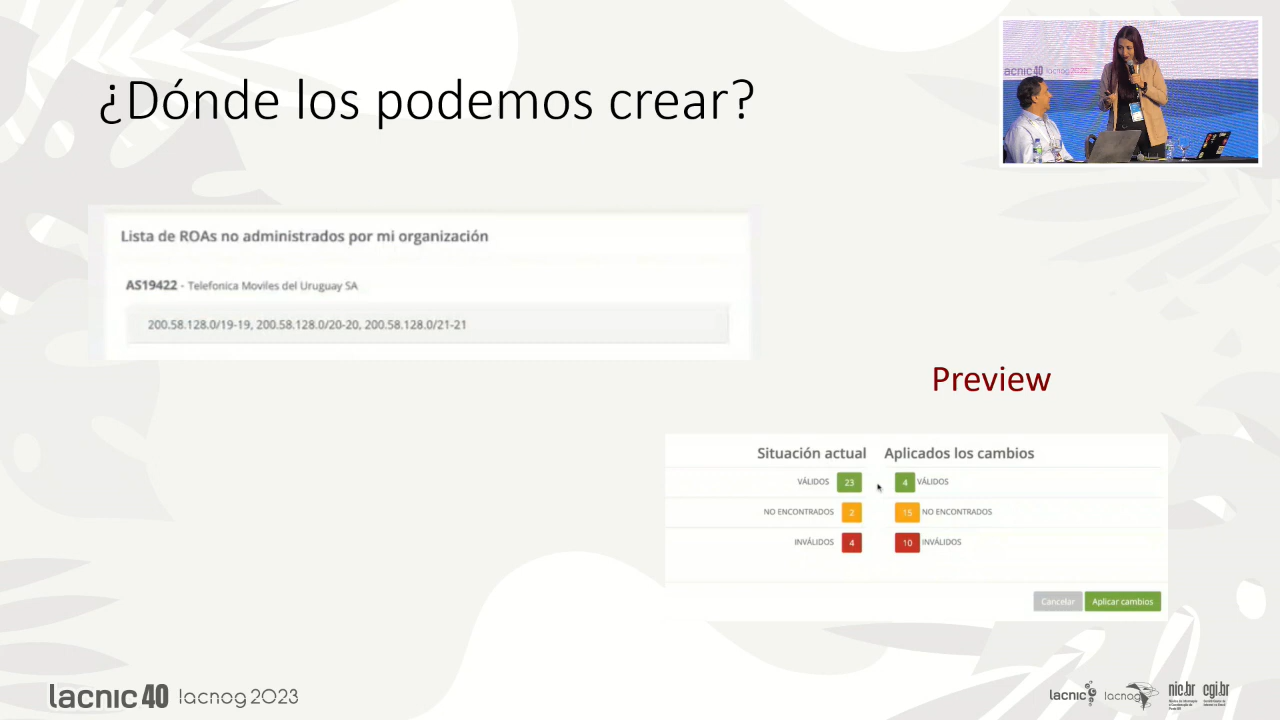 ¿Dónde los podemos crear?
lacnic40 lacnog
Lista de ROAs no administrados por mi organización
AS19422 - Telefonica Moviles del Uruguay SA
200.58.128.0/19-19, 200.58.128.0/20-20, 200.58.128.0/21-21
Preview
Situación actual Aplicados los cambios
VÁLIDOS 23 4 VÁLIDOS
NO ENCONTRADOS 2 15 NO ENCONTRADOS
INVÁLIDOS 4 10 INVÁLIDOS
Cancelar Aplicar cambios
lacnic 40 lacnog 2023
lacnic lacnog nic.br cgi.br